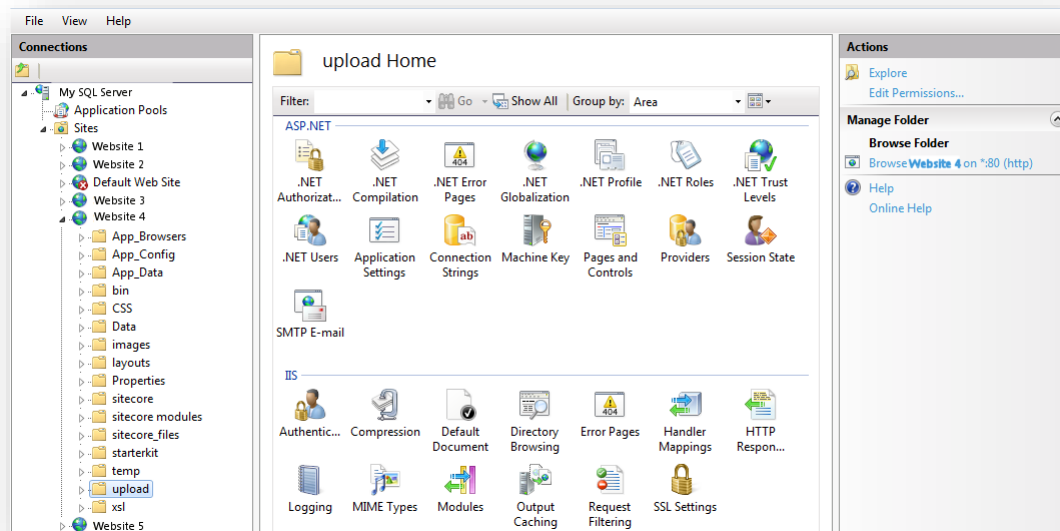 File View Help
Connections
My SQL Server
Application Pools
Sites
Website 1
Website 2
Default Web Site
Website 3
Website 4
App_Browsers
App_Config
App_Data
bin
CSS
Data
images
layouts
Properties
sitecore
sitecore modules
sitecore_files
starterkit
temp
upload
xsl
Website 5
upload Home
Filter: Go Show All Group by: Area
ASP.NET
.NET Authorizat...
.NET Compilation
.NET Error Pages
.NET Globalization
.NET Profile
.NET Roles
.NET Trust Levels
.NET Users
Application Settings
Connection Strings
Machine Key
Pages and Controls
Providers
Session State
SMTP E-mail
IIS
Authentic...
Compression
Default Document
Directory Browsing
Error Pages
Handler Mappings
HTTP Respon...
Logging
MIME Types
Modules
Output Caching
Request Filtering
SSL Settings
Actions
Explore
Edit Permissions...
Manage Folder
Browse Folder
Browse Website 4 on *:80 (http)
Help
Online Help